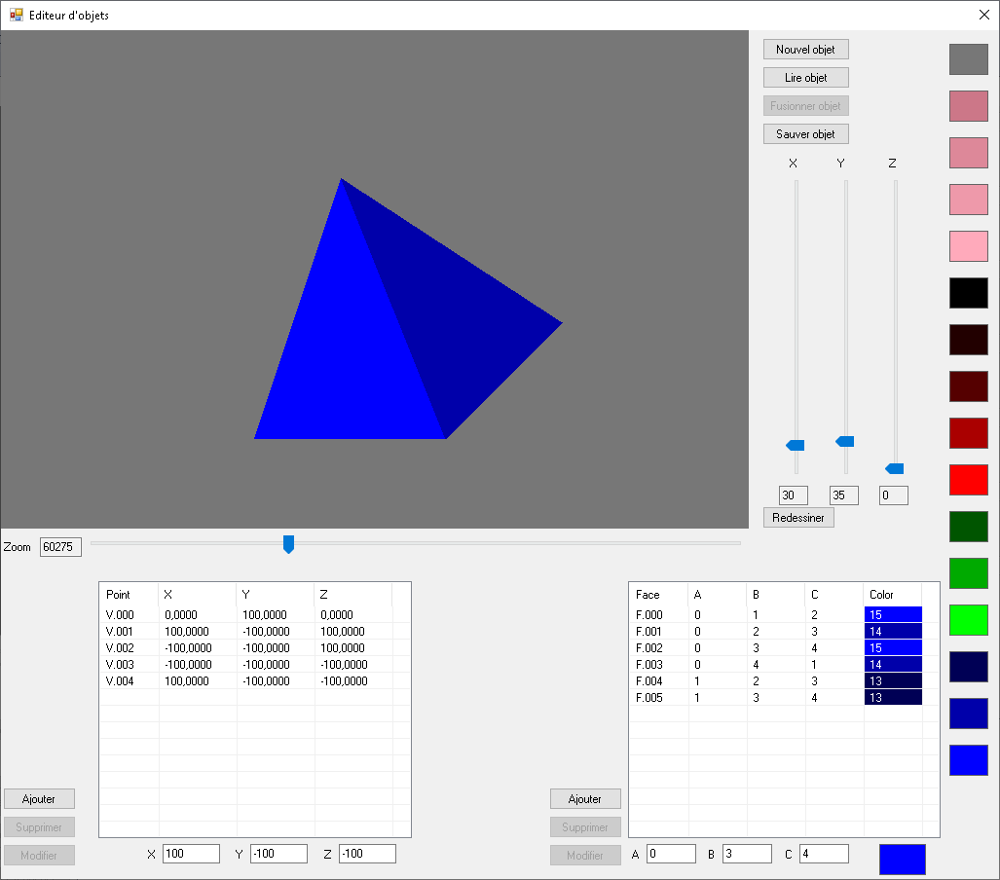 Editeur d'objets
Nouvel objet
Lire objet
Fusionner objet
Sauver objet
X Y Z
30 35 0
Redessiner
Zoom 60275
Point X Y Z
V.000 0,0000 100,0000 0,0000
V.001 100,0000 -100,0000 100,0000
V.002 -100,0000 -100,0000 100,0000
V.003 -100,0000 -100,0000 -100,0000
V.004 100,0000 -100,0000 -100,0000
Ajouter
Supprimer
Modifier
X 100 Y -100 Z -100
Face A B C Color
F.000 0 1 2 15
F.001 0 2 3 14
F.002 0 3 4 15
F.003 0 4 1 14
F.004 1 2 3 13
F.005 1 3 4 13
Ajouter
Supprimer
Modifier
A 0 B 3 C 4